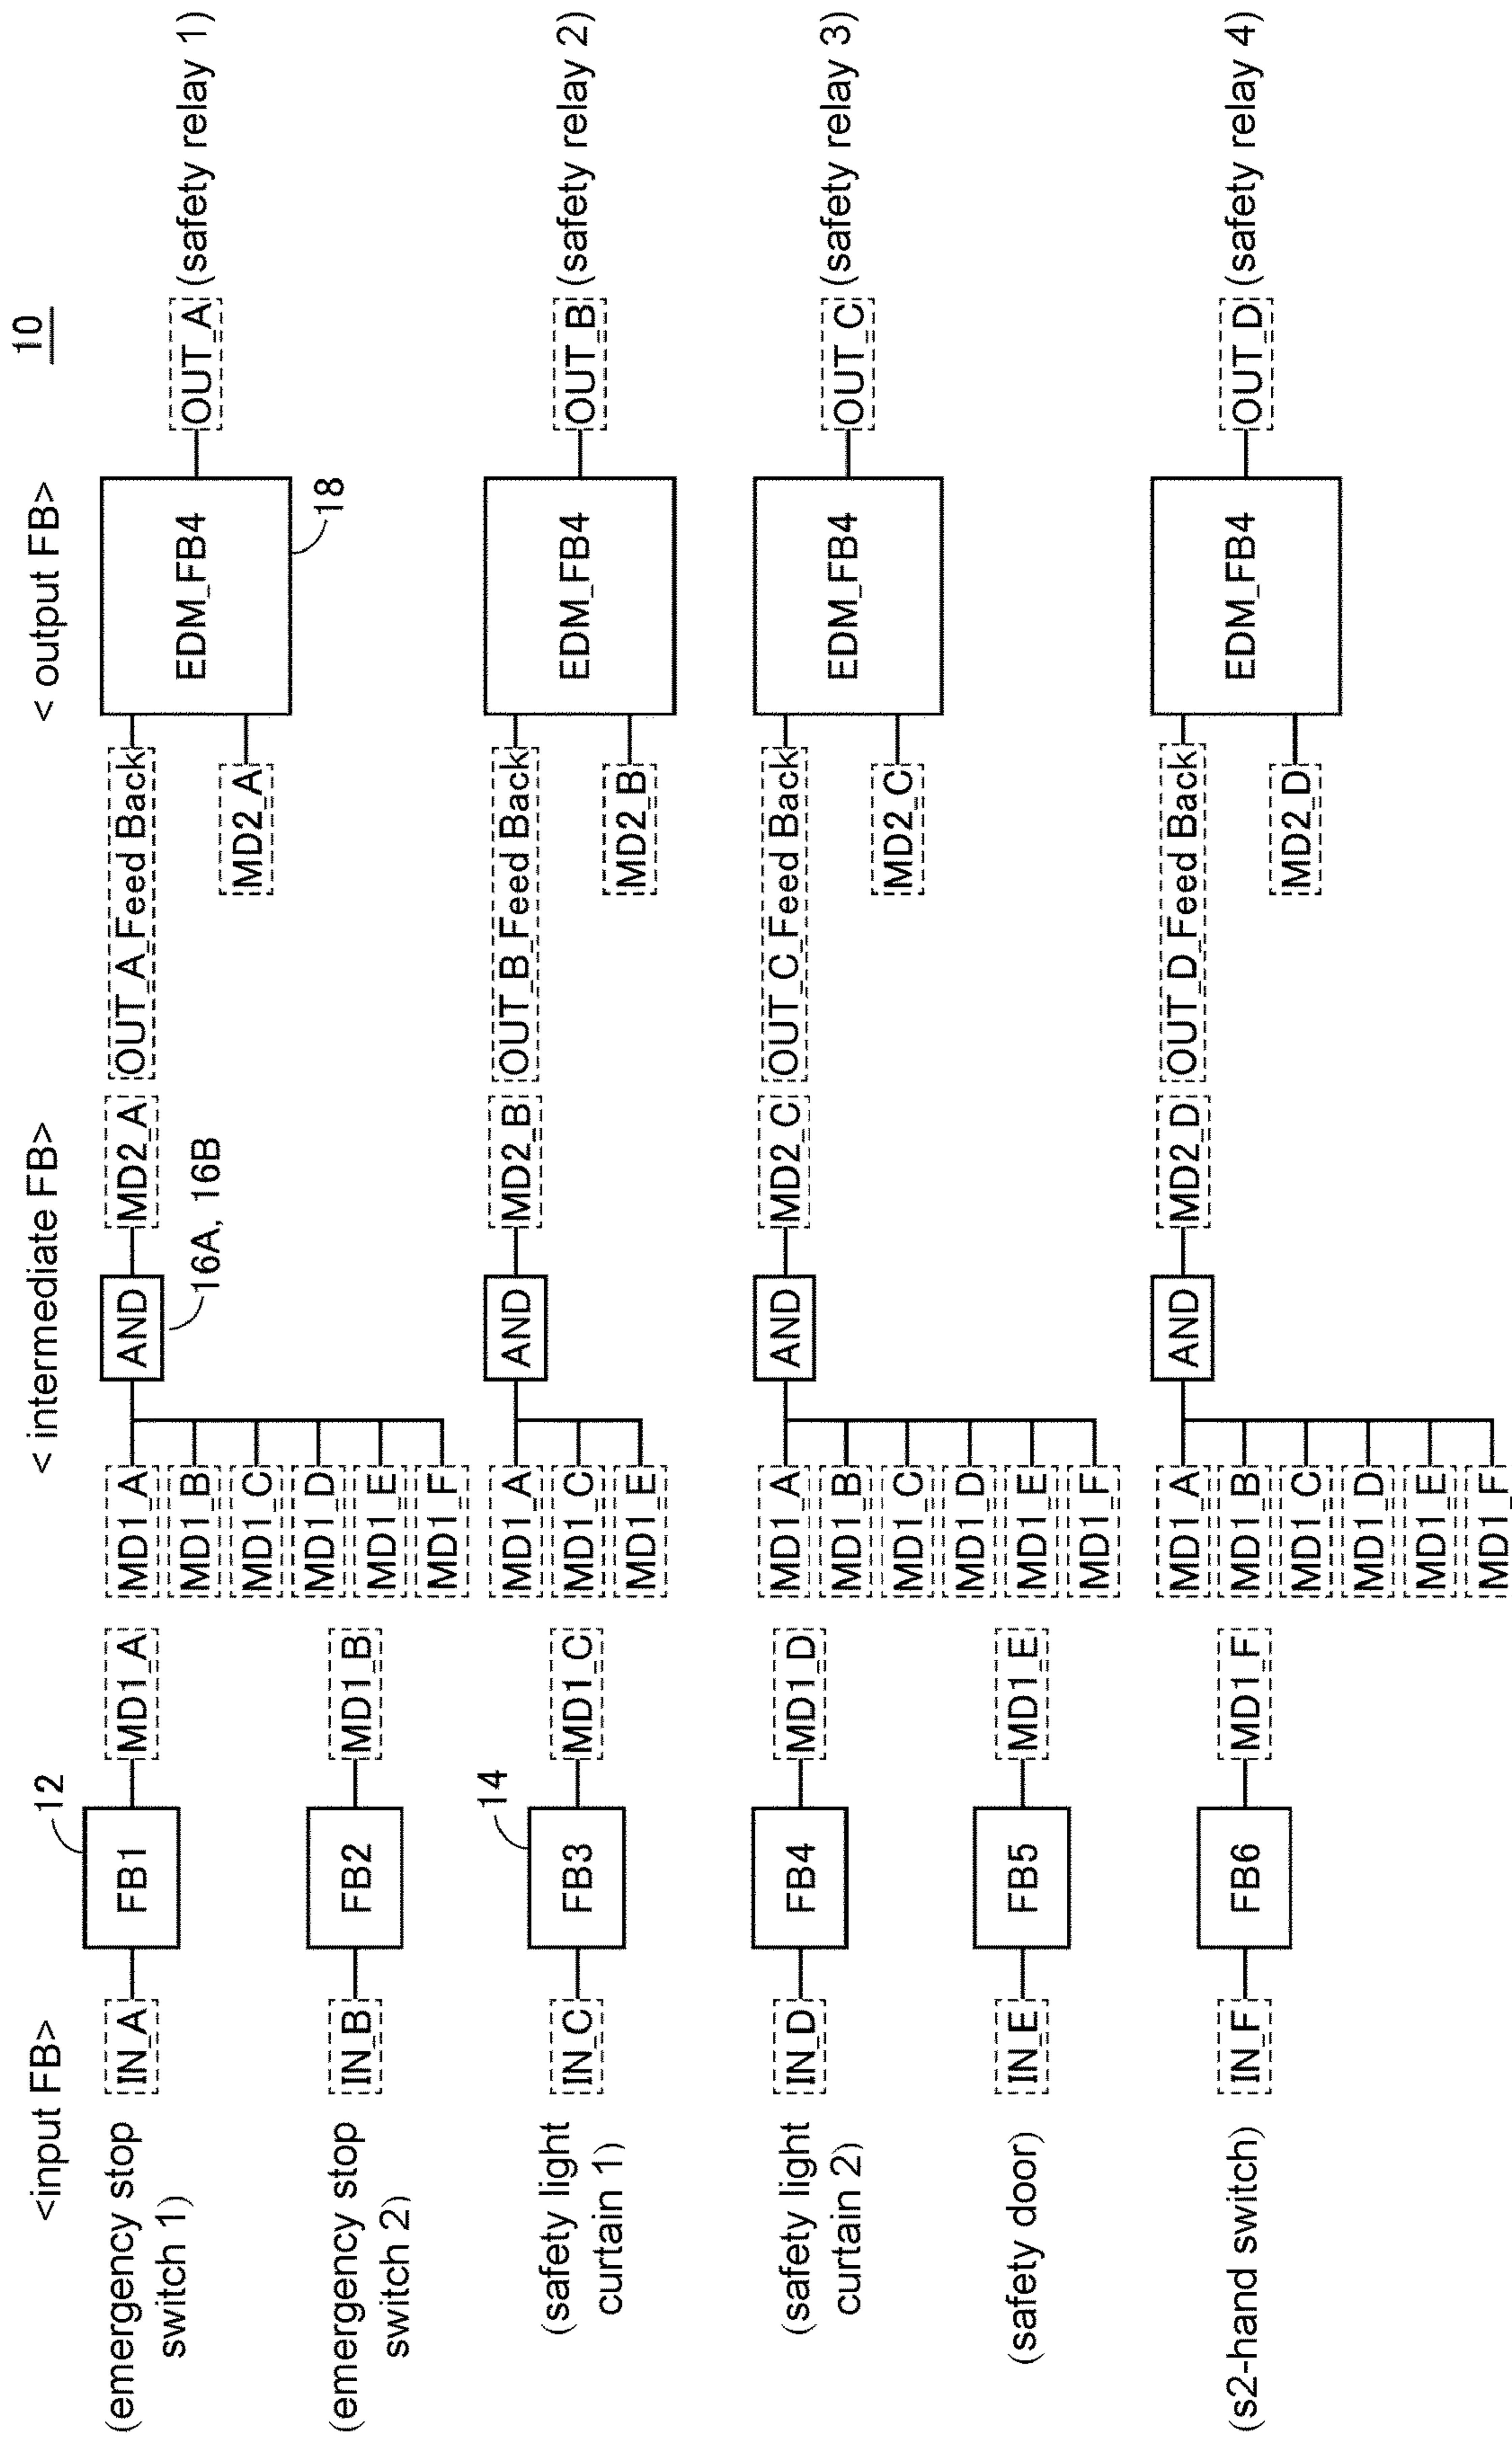 10
<input FB>
< intermediate FB>
< output FB>
(emergency stop
switch 1)
IN_A
FB1
12
MD1_A
(emergency stop
switch 2)
IN_B
FB2
MD1_B
(safety light
curtain 1)
IN_C
FB3
14
MD1_C
(safety light
curtain 2)
IN_D
FB4
MD1_D
(safety door)
IN_E
FB5
MD1_E
(s2-hand switch)
IN_F
FB6
MD1_F
MD1_A
MD1_B
MD1_C
MD1_D
MD1_E
MD1_F
AND
16A, 16B
MD2_A
MD1_A
MD1_C
MD1_E
AND
MD2_B
MD1_A
MD1_B
MD1_C
MD1_D
MD1_E
MD1_F
AND
MD2_C
MD1_A
MD1_B
MD1_C
MD1_D
MD1_E
MD1_F
AND
MD2_D
OUT_A_Feed Back
MD2_A
EDM_FB4
18
OUT_A (safety relay 1)
OUT_B_Feed Back
MD2_B
EDM_FB4
OUT_B (safety relay 2)
OUT_C_Feed Back
MD2_C
EDM_FB4
OUT_C (safety relay 3)
OUT_D_Feed Back
MD2_D
EDM_FB4
OUT_D (safety relay 4)